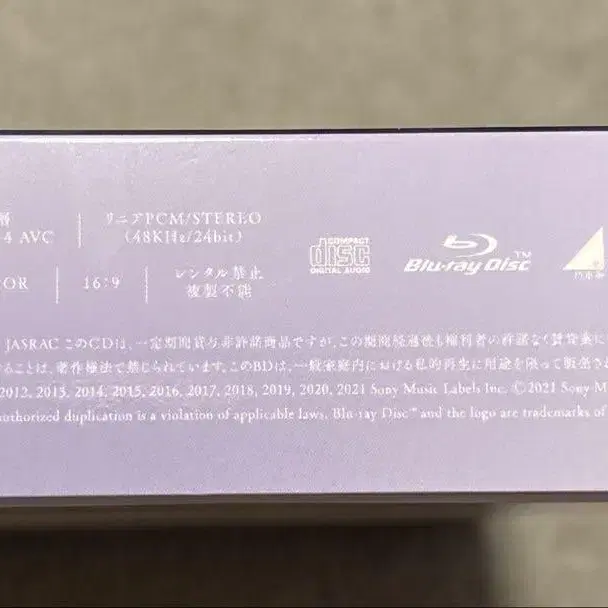 層
リニアPCM/STEREO
4 AVC
(48KHz/24bit)
COMPACT
disc
DIGITAL AUDIO
Blu-ray Disc™
OR
16:9
レンタル禁止
複製不能
JASRAC このCDは、一定期間貸与非許諾商品ですが、この期間経過後も権利者の許諾なく賃貸業に
ることは、著作権法で禁じられています。このBDは、一般家庭内における私的再生に用途を限って販売さ
2012, 2013, 2014, 2015, 2016, 2017, 2018, 2019, 2020, 2021 Sony Music Labels Inc. Ⓒ2021 Sony M
authorized duplication is a violation of applicable laws. Blu-ray Disc™ and the logo are trademarks of